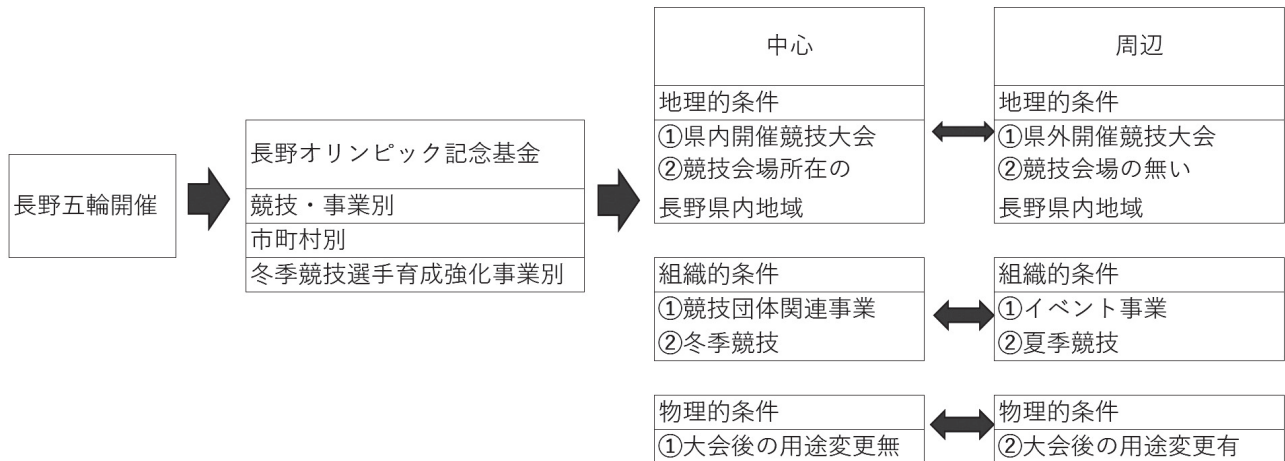 長野五輪開催
長野オリンピック記念基金
競技・事業別
市町村別
冬季競技選手育成強化事業別
中心
地理的条件
①県内開催競技大会
②競技会場所在の
長野県内地域
組織的条件
①競技団体関連事業
②冬季競技
物理的条件
①大会後の用途変更無
周辺
地理的条件
①県外開催競技大会
②競技会場の無い
長野県内地域
組織的条件
①イベント事業
②夏季競技
物理的条件
②大会後の用途変更有